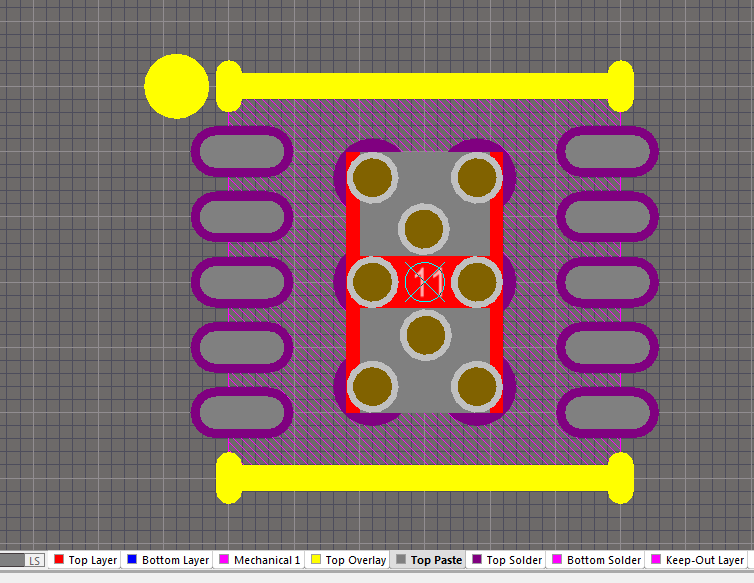 11
LS Top Layer Bottom Layer Mechanical 1 Top Overlay Top Paste Top Solder Bottom Solder Keep-Out Layer